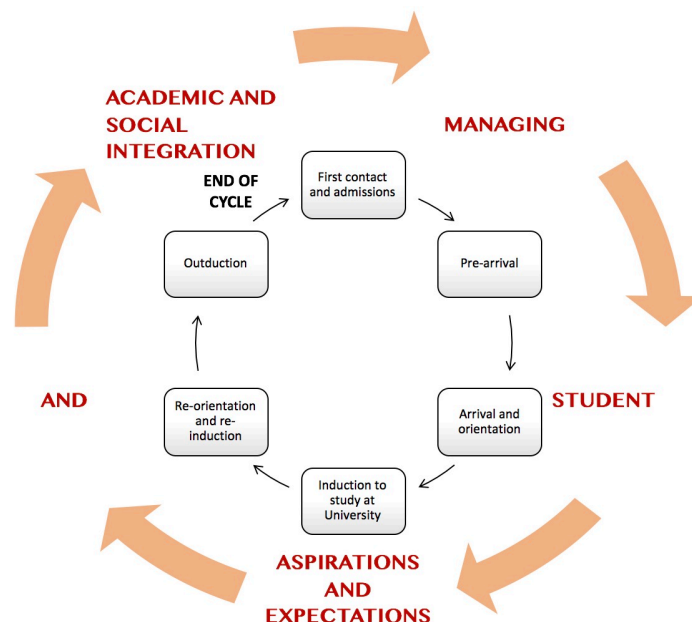 ACADEMIC AND
SOCIAL
INTEGRATION
MANAGING
END OF
CYCLE
First contact
and admissions
Outduction
Pre-arrival
AND
Re-orientation
and re-
induction
Arrival and
orientation
STUDENT
Induction to
study at
University
ASPIRATIONS
AND
EXPECTATIONS